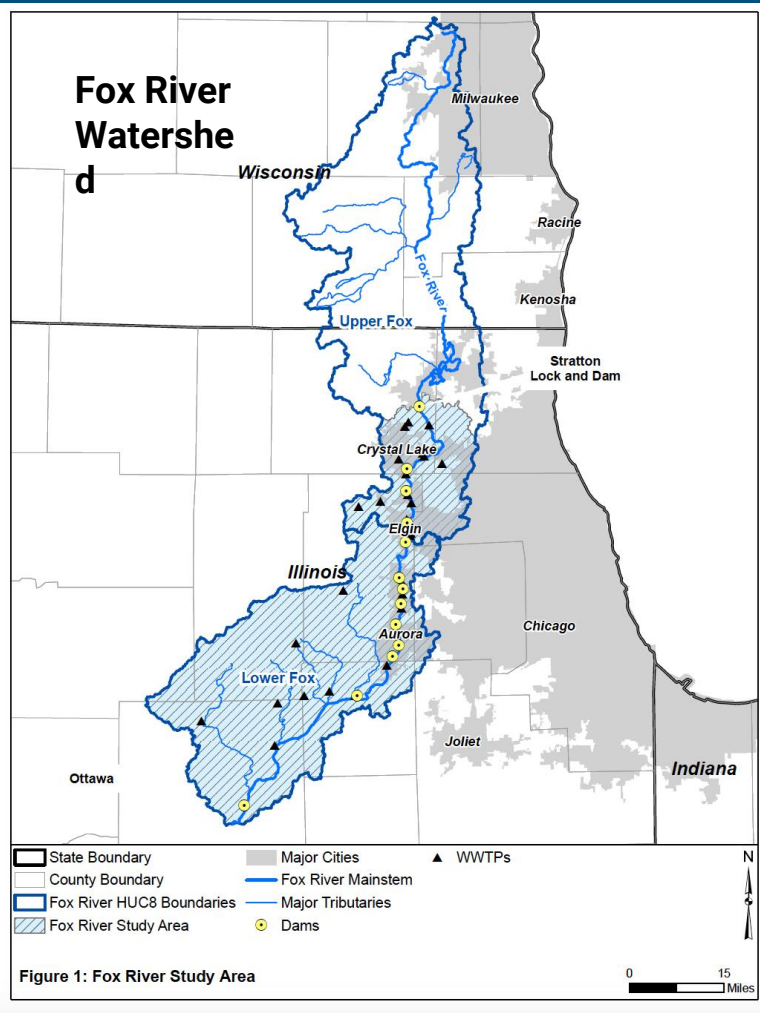 Fox River
Watershe
d
Milwaukee
Wisconsin
Racine
Fox River
Kenosha
Upper Fox
Stratton
Lock and Dam
Crystal Lake
Elgin
Illinois
Chicago
Aurora
Lower Fox
Joliet
Indiana
Ottawa
State Boundary
County Boundary
Fox River HUC8 Boundaries
Fox River Study Area
Major Cities
Fox River Mainstem
Major Tributaries
Dams
WWTPs
N
Figure 1: Fox River Study Area
0 15
Miles